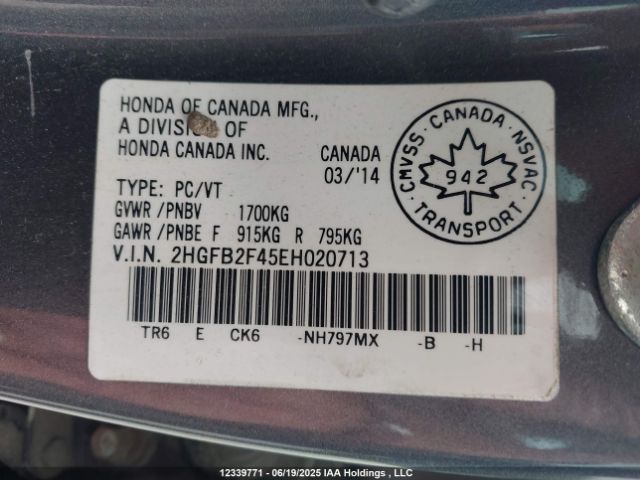 HONDA OF CANADA MFG.,
A DIVISION OF
HONDA CANADA INC. CANADA
03/'14
TYPE: PC/VT
GVWR /PNBV 1700KG
GAWR /PNBE F 915KG R 795KG
V.I.N. 2HGFB2F45EH020713
TR6 E CK6 -NH797MX -B -H
CMVSS · CANADA · NSVAC · TRANSPORT ·
942
12339771 - 06/19/2025 IAA Holdings , LLC